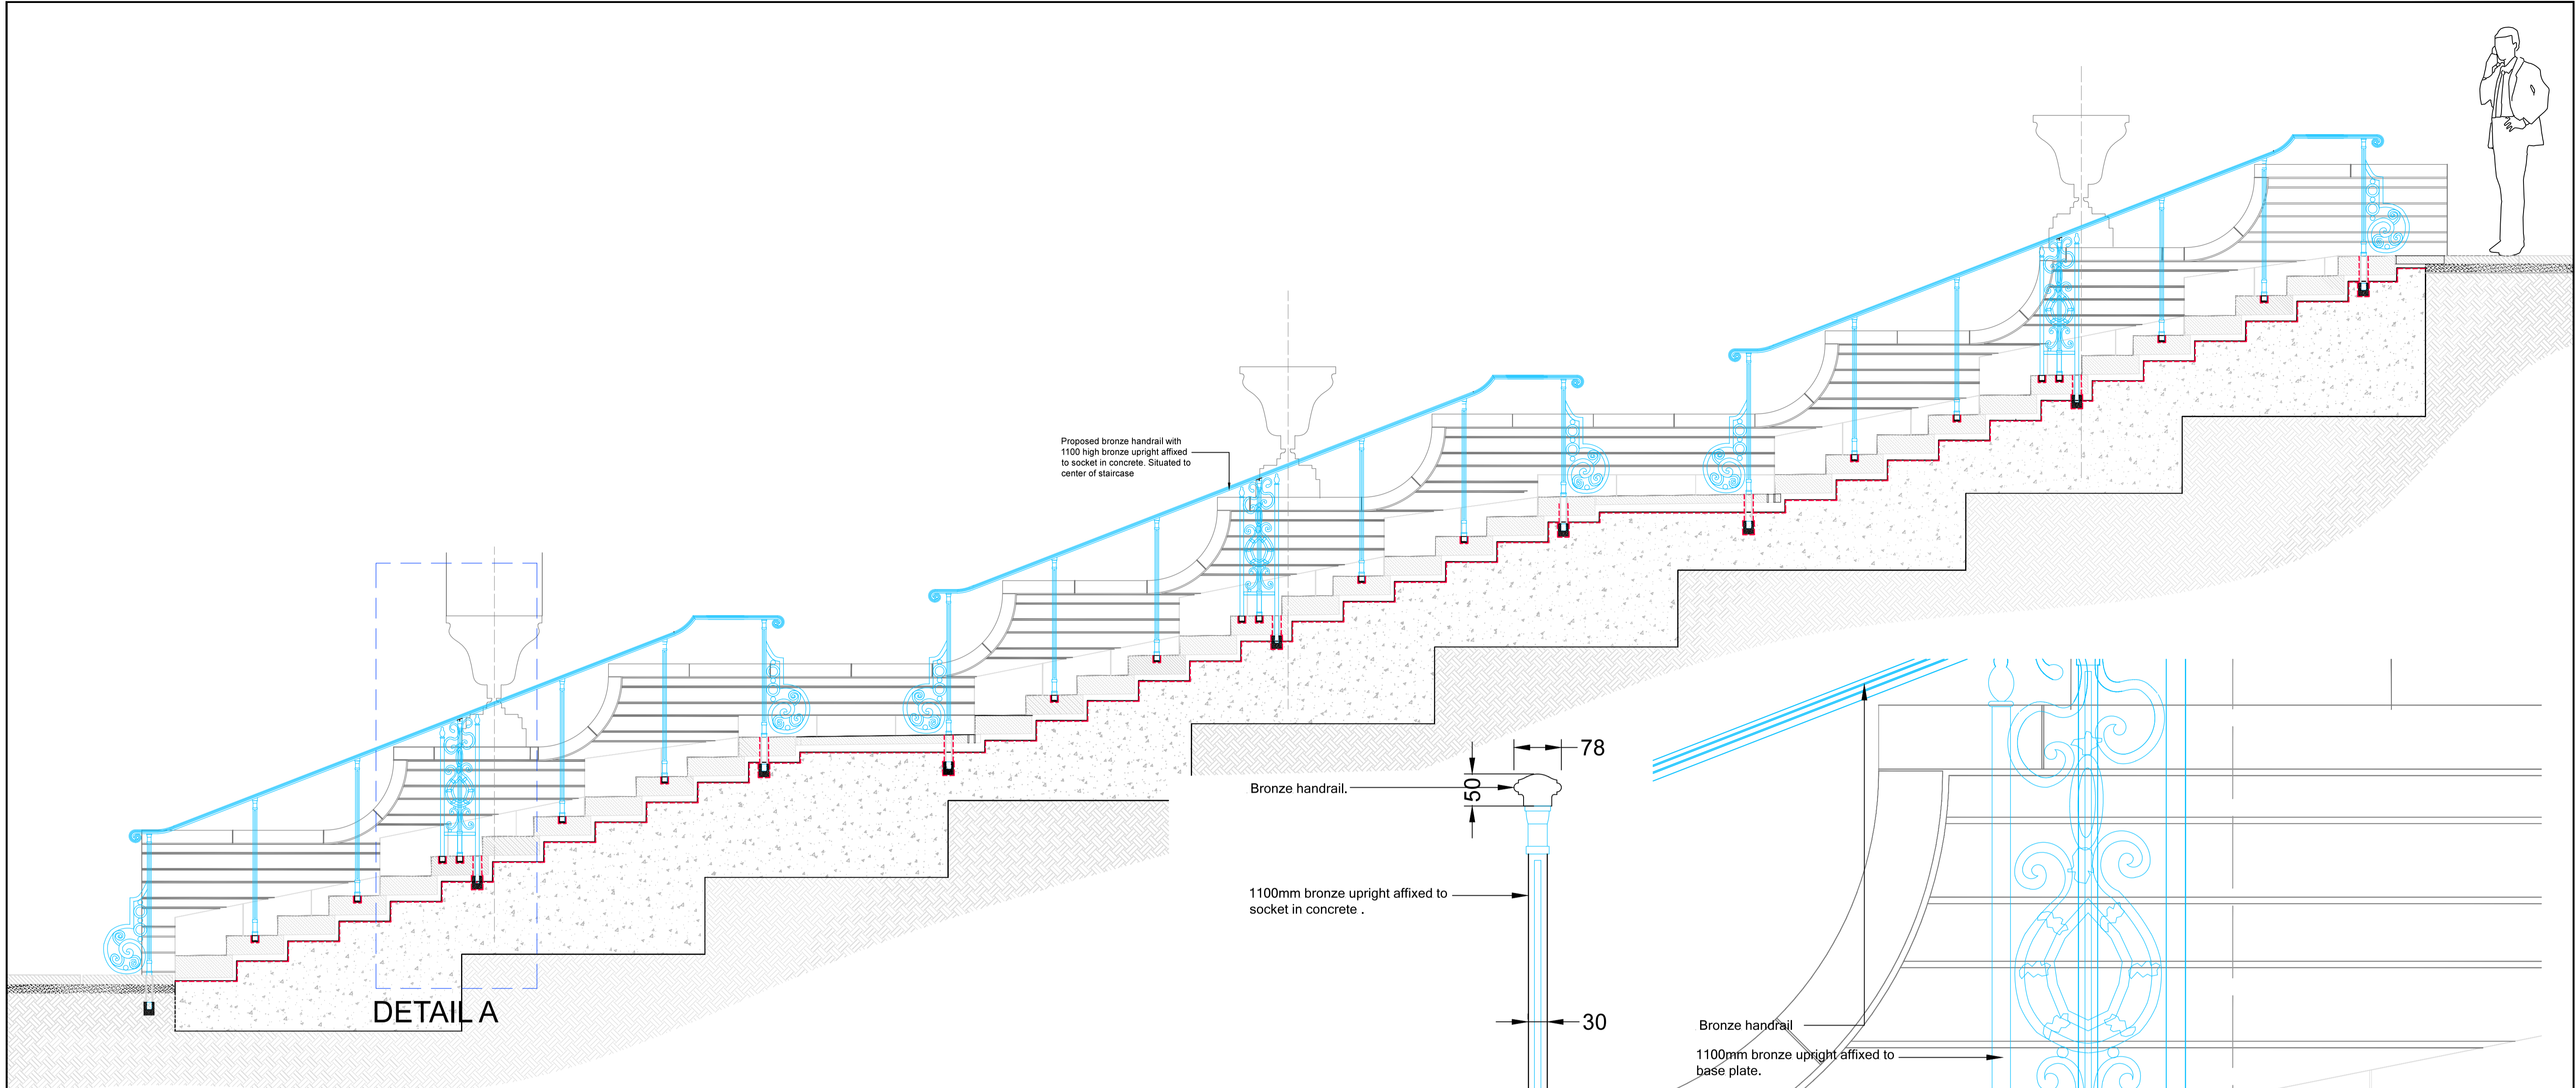 Proposed bronze handrail with
1100 high bronze upright affixed
to socket in concrete. Situated to
center of staircase
DETAIL A
78
50
Bronze handrail.
1100mm bronze upright affixed to
socket in concrete .
30
Bronze handrail
1100mm bronze upright affixed to
base plate.